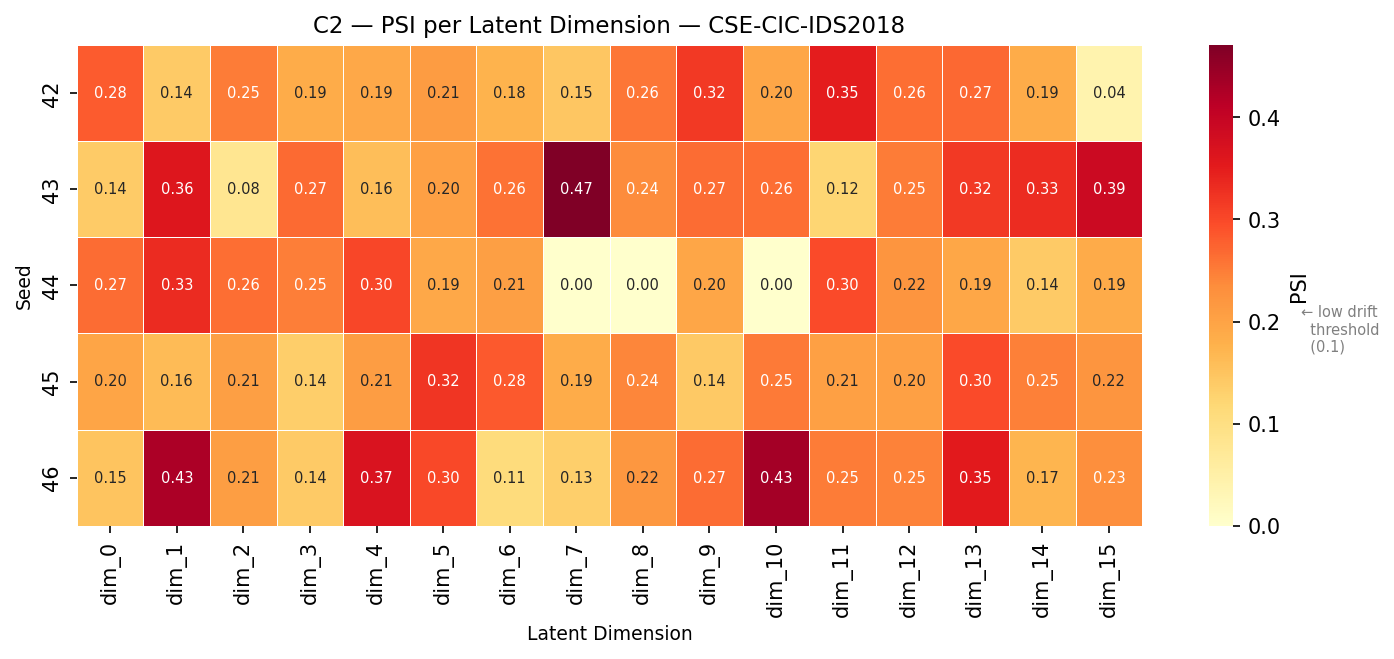 C2 — PSI per Latent Dimension — CSE-CIC-IDS2018
Seed
42 0.28 0.14 0.25 0.19 0.19 0.21 0.18 0.15 0.26 0.32 0.20 0.35 0.26 0.27 0.19 0.04
43 0.14 0.36 0.08 0.27 0.16 0.20 0.26 0.47 0.24 0.27 0.26 0.12 0.25 0.32 0.33 0.39
44 0.27 0.33 0.26 0.25 0.30 0.19 0.21 0.00 0.00 0.20 0.00 0.30 0.22 0.19 0.14 0.19
45 0.20 0.16 0.21 0.14 0.21 0.32 0.28 0.19 0.24 0.14 0.25 0.21 0.20 0.30 0.25 0.22
46 0.15 0.43 0.21 0.14 0.37 0.30 0.11 0.13 0.22 0.27 0.43 0.25 0.25 0.35 0.17 0.23
dim_0 dim_1 dim_2 dim_3 dim_4 dim_5 dim_6 dim_7 dim_8 dim_9 dim_10 dim_11 dim_12 dim_13 dim_14 dim_15
Latent Dimension
0.4
0.3
0.2
0.1
0.0
PSI
← low drift
threshold
(0.1)